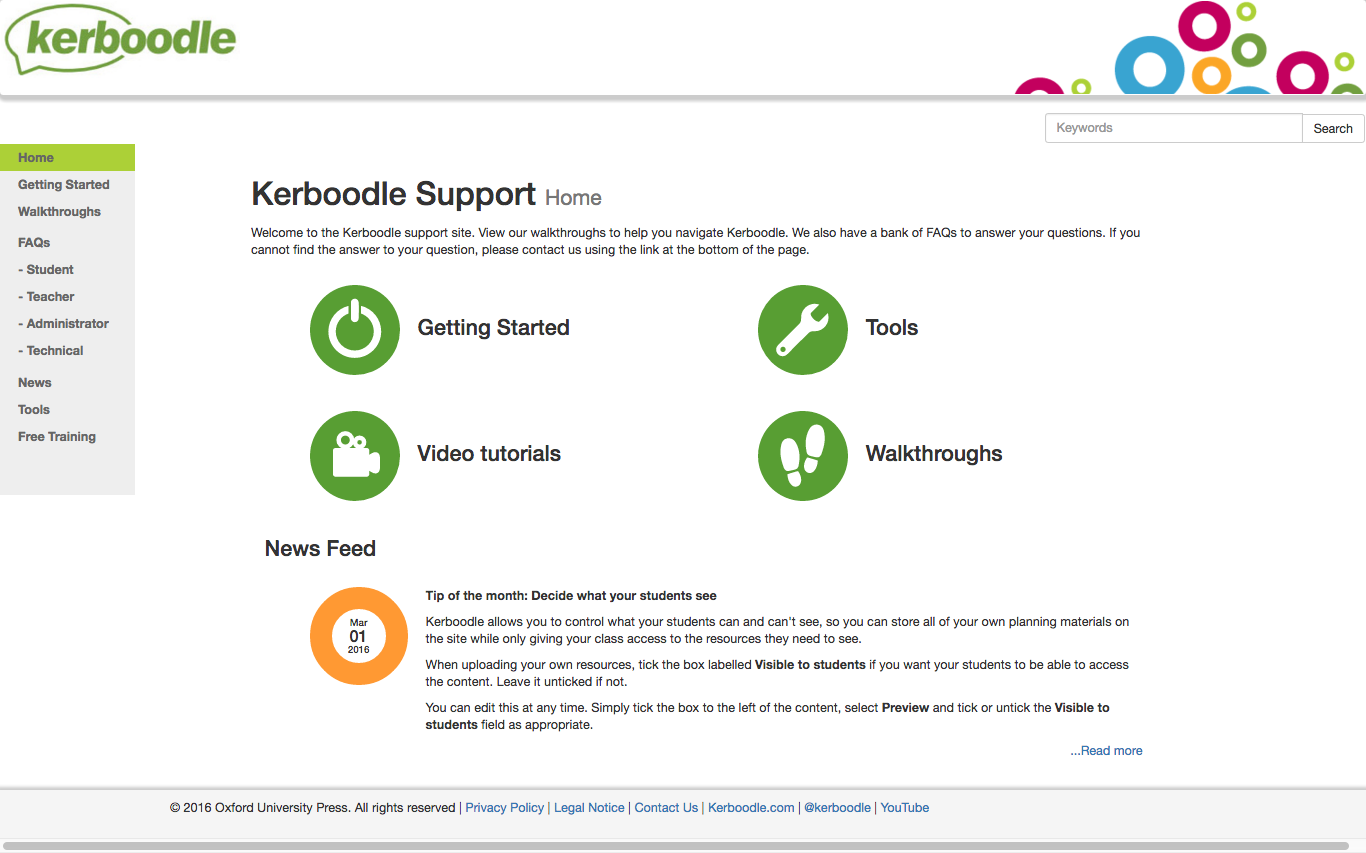 kerboodle
Keywords
Search
Home
Getting Started
Walkthroughs
FAQs
- Student
- Teacher
- Administrator
- Technical
News
Tools
Free Training
Kerboodle Support Home
Welcome to the Kerboodle support site. View our walkthroughs to help you navigate Kerboodle. We also have a bank of FAQs to answer your questions. If you
cannot find the answer to your question, please contact us using the link at the bottom of the page.
Getting Started
Tools
Video tutorials
Walkthroughs
News Feed
Mar
01
2016
Tip of the month: Decide what your students see
Kerboodle allows you to control what your students can and can't see, so you can store all of your own planning materials on
the site while only giving your class access to the resources they need to see.
When uploading your own resources, tick the box labelled Visible to students if you want your students to be able to access
the content. Leave it unticked if not.
You can edit this at any time. Simply tick the box to the left of the content, select Preview and tick or untick the Visible to
students field as appropriate.
...Read more
© 2016 Oxford University Press. All rights reserved | Privacy Policy | Legal Notice | Contact Us | Kerboodle.com | @kerboodle | YouTube